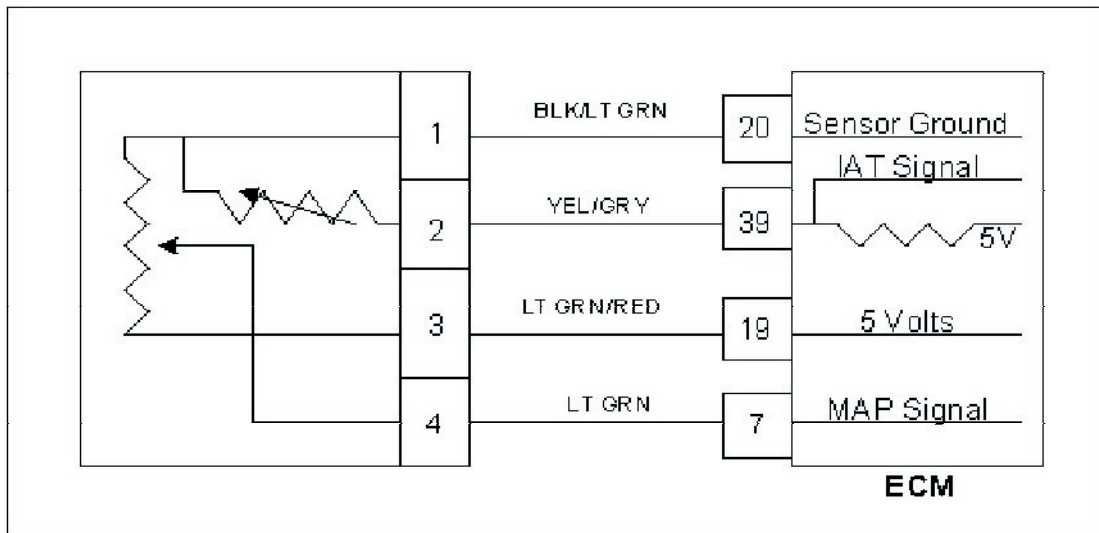 1 BLK/LT GRN 20 Sensor Ground
IAT Signal
2 YEL/GRY 39 5V
3 LT GRN/RED 19 5 Volts
4 LT GRN 7 MAP Signal
ECM